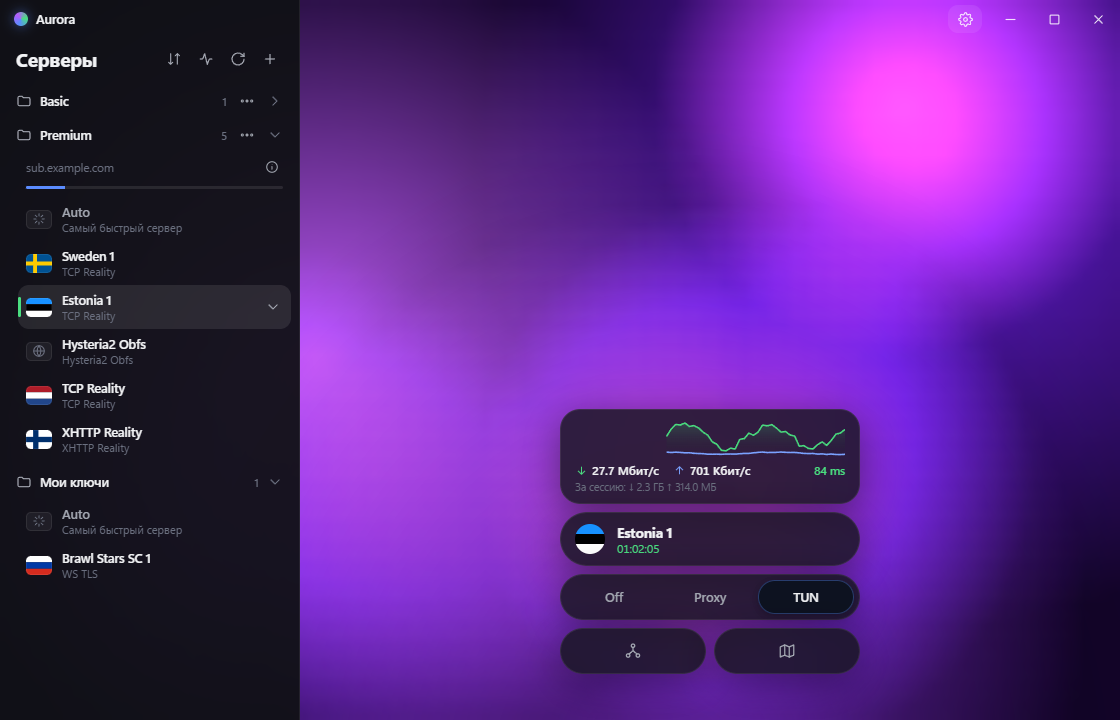 Aurora
Серверы
Basic 1
Premium 5
sub.example.com
Auto
Самый быстрый сервер
Sweden 1
TCP Reality
Estonia 1
TCP Reality
Hysteria2 Obfs
Hysteria2 Obfs
TCP Reality
TCP Reality
XHTTP Reality
XHTTP Reality
Мои ключи 1
Auto
Самый быстрый сервер
Brawl Stars SC 1
WS TLS
↓ 27.7 Мбит/с ↑ 701 Кбит/с 84 ms
За сессию: ↓ 2.3 ГБ ↑ 314.0 МБ
Estonia 1
01:02:05
Off Proxy TUN